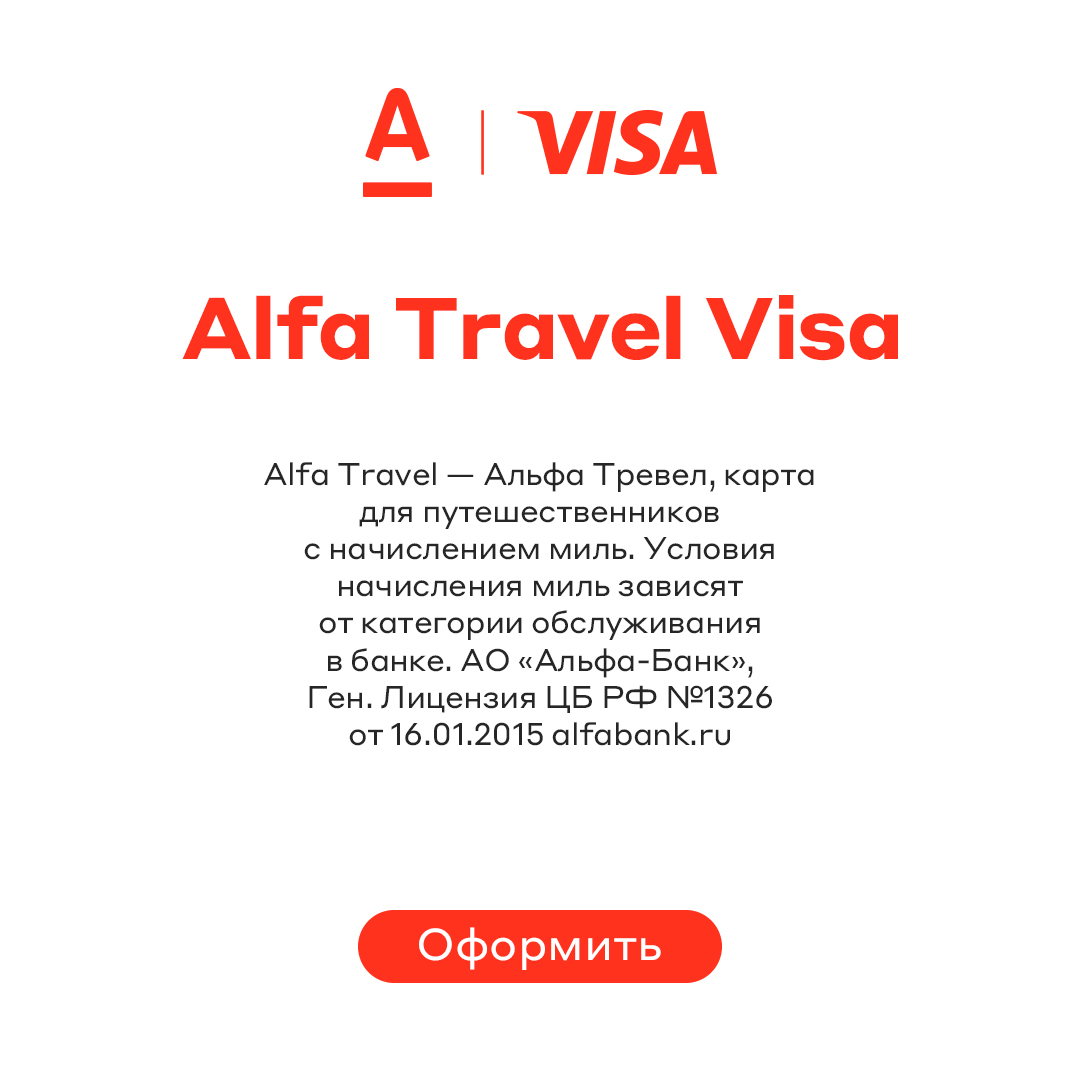 А | VISA
Alfa Travel Visa
Alfa Travel — Альфа Тревел, карта
для путешественников
с начислением миль. Условия
начисления миль зависят
от категории обслуживания
в банке. АО «Альфа-Банк»,
Ген. Лицензия ЦБ РФ №1326
от 16.01.2015 alfabank.ru
Оформить